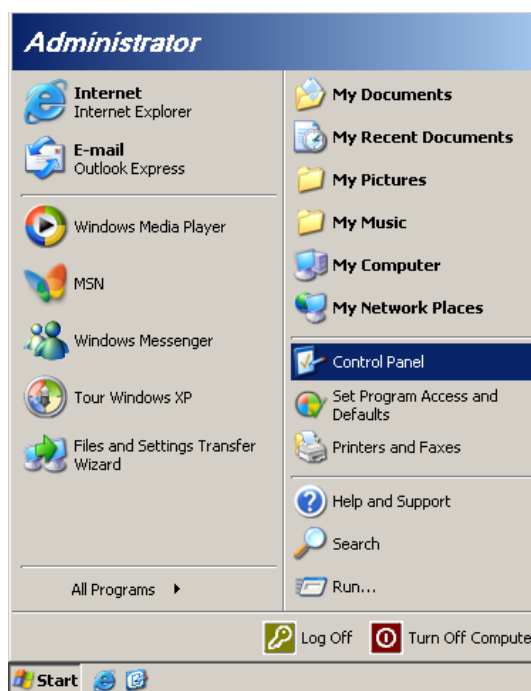 Administrator
Internet
Internet Explorer
E-mail
Outlook Express
Windows Media Player
MSN
Windows Messenger
Tour Windows XP
Files and Settings Transfer
Wizard
All Programs
My Documents
My Recent Documents
My Pictures
My Music
My Computer
My Network Places
Control Panel
Set Program Access and
Defaults
Printers and Faxes
Help and Support
Search
Run...
Log Off
Turn Off Compute
Start